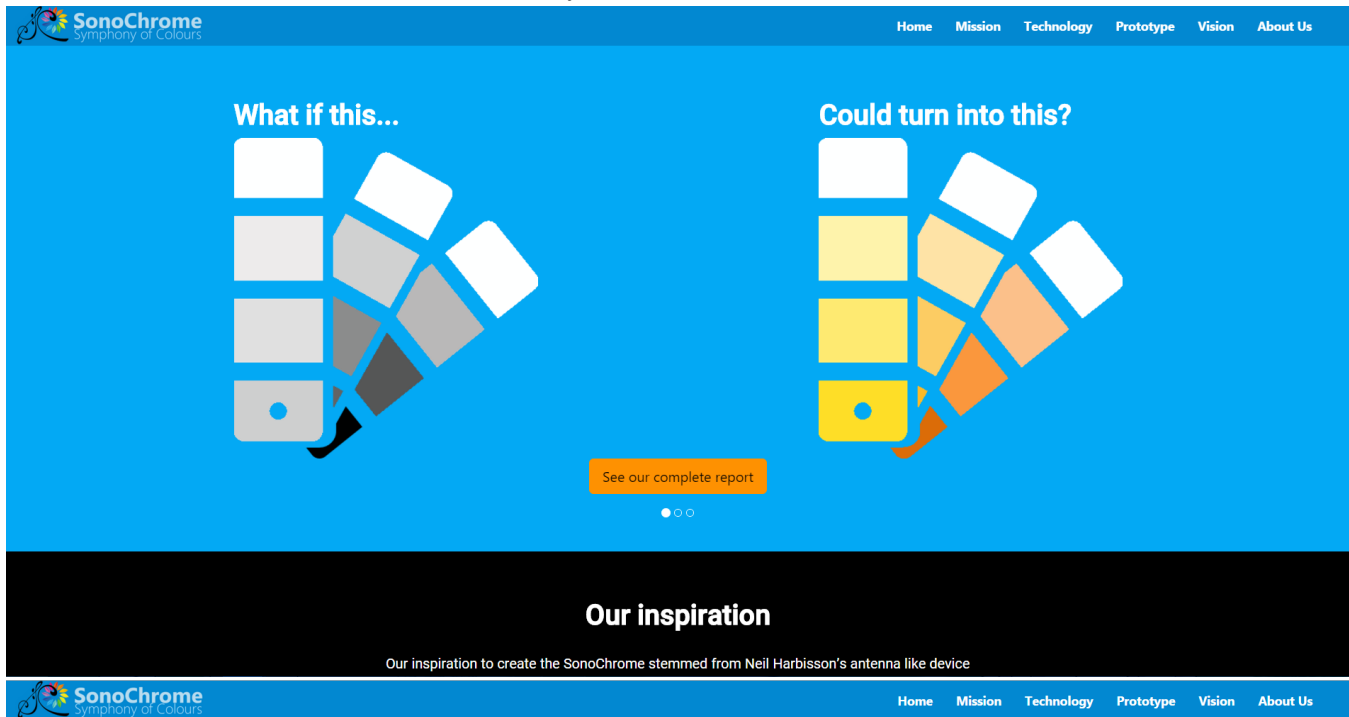 SonoChrome
Symphony of Colours
Home Mission Technology Prototype Vision About Us
What if this...
Could turn into this?
See our complete report
Our inspiration
Our inspiration to create the SonoChrome stemmed from Neil Harbisson's antenna like device
SonoChrome
Symphony of Colours
Home Mission Technology Prototype Vision About Us